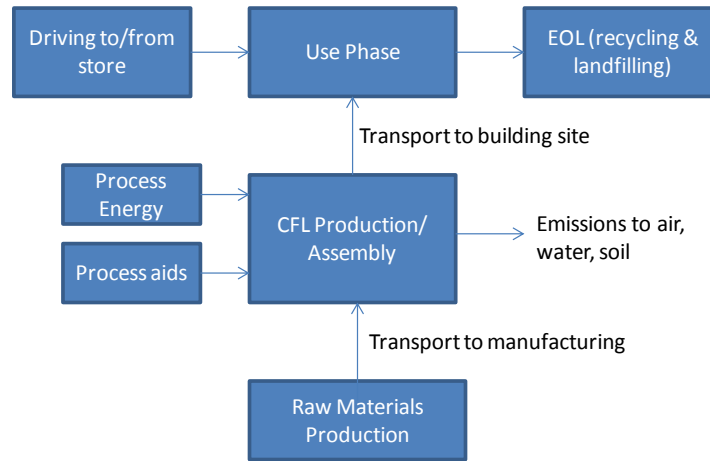 Driving to/from
store
Use Phase
EOL (recycling &
landfilling)
Transport to building site
Process
Energy
CFL Production/
Assembly
Emissions to air,
water, soil
Process aids
Transport to manufacturing
Raw Materials
Production